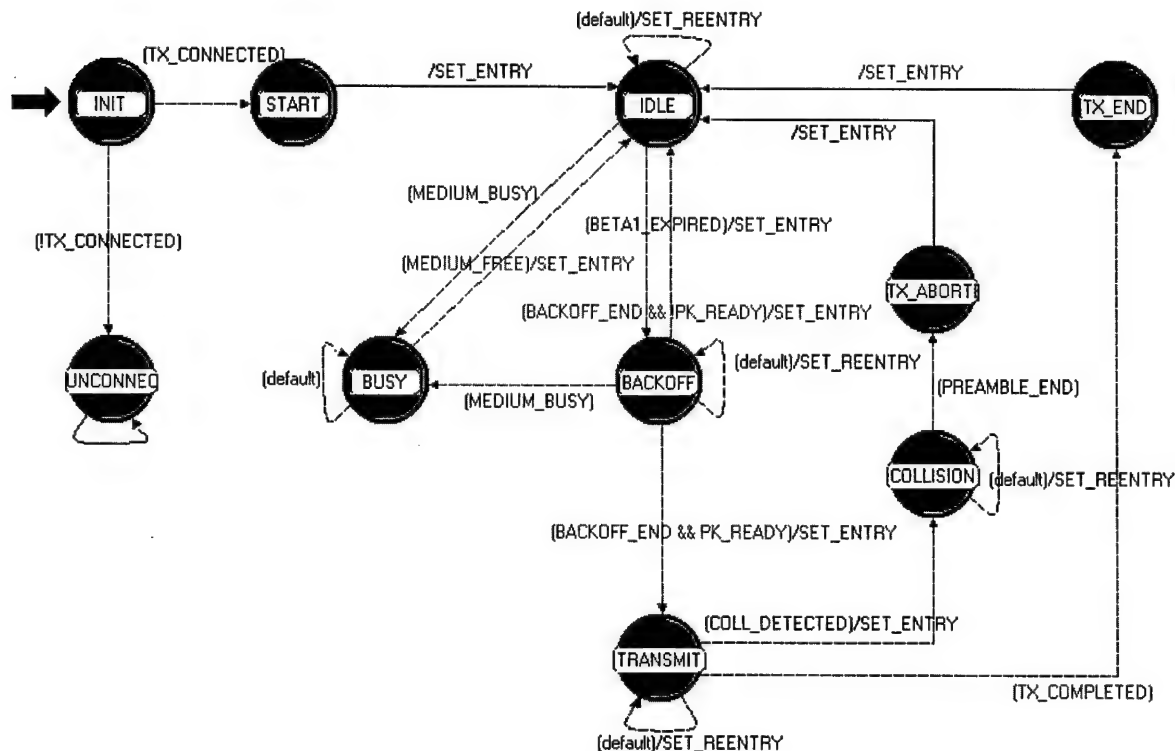 (default)/SET_REENTRY
(TX_CONNECTED)
/SET_ENTRY
/SET_ENTRY
INIT
START
IDLE
TX_END
/SET_ENTRY
(MEDIUM_BUSY)
(!TX_CONNECTED)
(BETA1_EXPIRED)/SET_ENTRY
(MEDIUM_FREE)/SET_ENTRY
TX_ABORT
(BACKOFF_END && !PK_READY)/SET_ENTRY
(default)/SET_REENTRY
UNCONNEC
(default)
BUSY
BACKOFF
(MEDIUM_BUSY)
(PREAMBLE_END)
COLLISION
(default)/SET_REENTRY
(BACKOFF_END && PK_READY)/SET_ENTRY
(COLL_DETECTED)/SET_ENTRY
TRANSMIT
(TX_COMPLETED)
(default)/SET_REENTRY